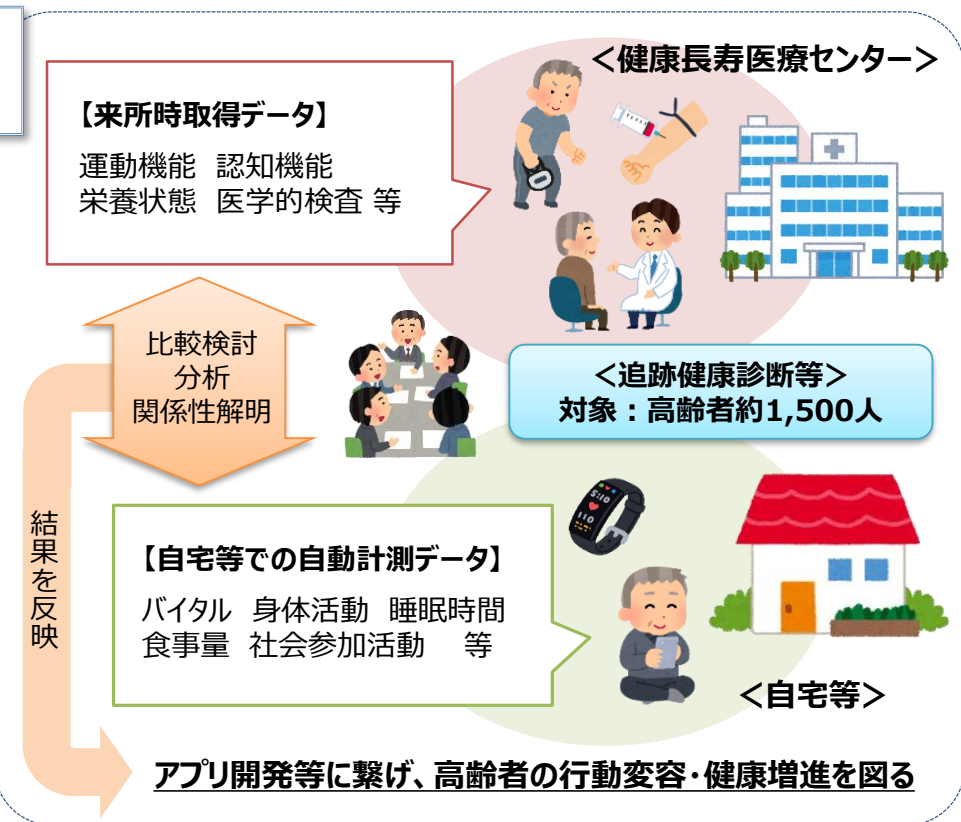 ＜健康長寿医療センター＞
【来所時取得データ】
運動機能 認知機能
栄養状態 医学的検査 等
比較検討
分析
関係性解明
＜追跡健康診断等＞
対象：高齢者約1,500人
結果を反映
【自宅等での自動計測データ】
バイタル 身体活動 睡眠時間
食事量 社会参加活動 等
5:10
110
＜自宅等＞
アプリ開発等に繋げ、高齢者の行動変容・健康増進を図る